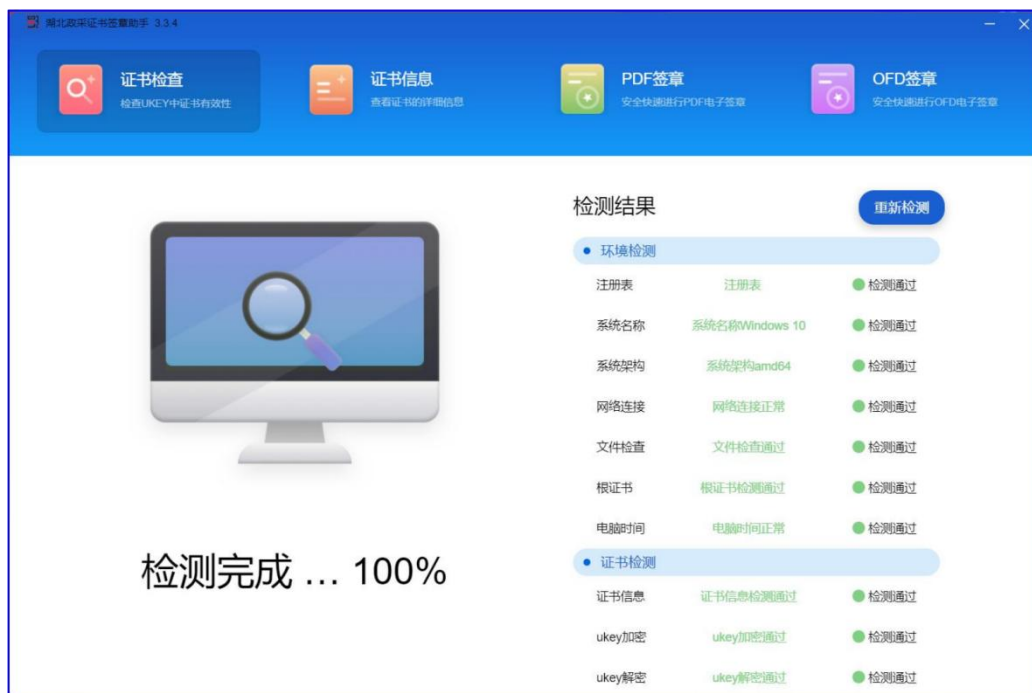 湖北政采证书签章助手 3.3.4
证书检查
检查UKEY中证书有效性
证书信息
查看证书的详细信息
PDF签章
安全快速进行PDF电子签章
OFD签章
安全快速进行OFD电子签章
检测结果
重新检测
环境检测
注册表 注册表 检测通过
系统名称 系统名称Windows 10 检测通过
系统架构 系统架构amd64 检测通过
网络连接 网络连接正常 检测通过
文件检查 文件检查通过 检测通过
根证书 根证书检测通过 检测通过
电脑时间 电脑时间正常 检测通过
检测完成 ... 100%
证书检测
证书信息 证书信息检测通过 检测通过
ukey加密 ukey加密通过 检测通过
ukey解密 ukey解密通过 检测通过